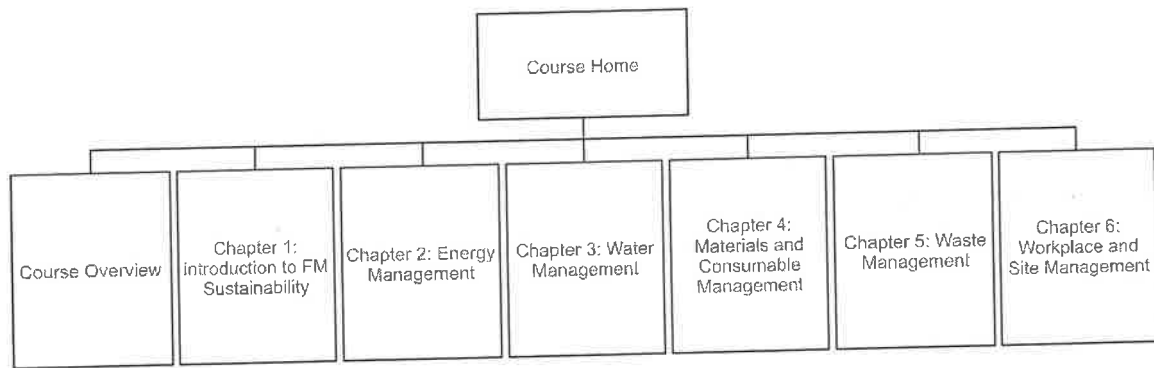 Course Home
Course Overview
Chapter 1:
introduction to FM
Sustainability
Chapter 2: Energy
Management
Chapter 3: Water
Management
Chapter 4:
Materials and
Consumable
Management
Chapter 5: Waste
Management
Chapter 6:
Workplace and
Site Management